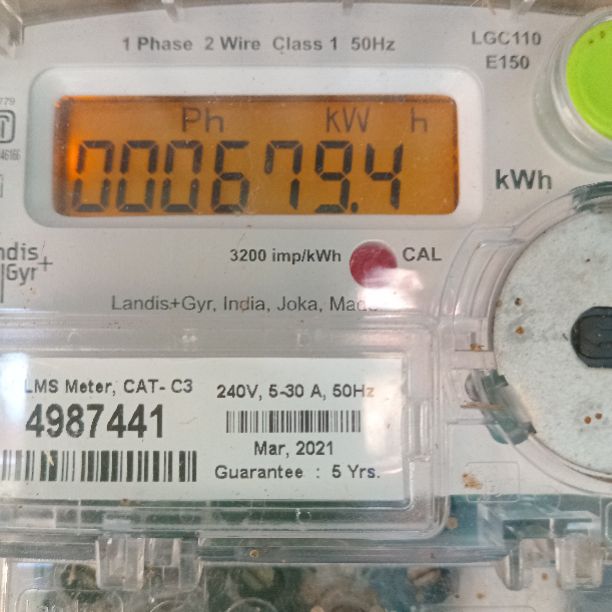 1 Phase 2 Wire Class 1 50Hz
LGC110
E150
Ph kW h
000679.4
kWh
3200 imp/kWh
CAL
Gyr+
Landis+Gyr, India, Joka,
LMS Meter, CAT- C3
4987441
240V, 5-30 A, 50Hz
Mar, 2021
Guarantee : 5 Yrs.